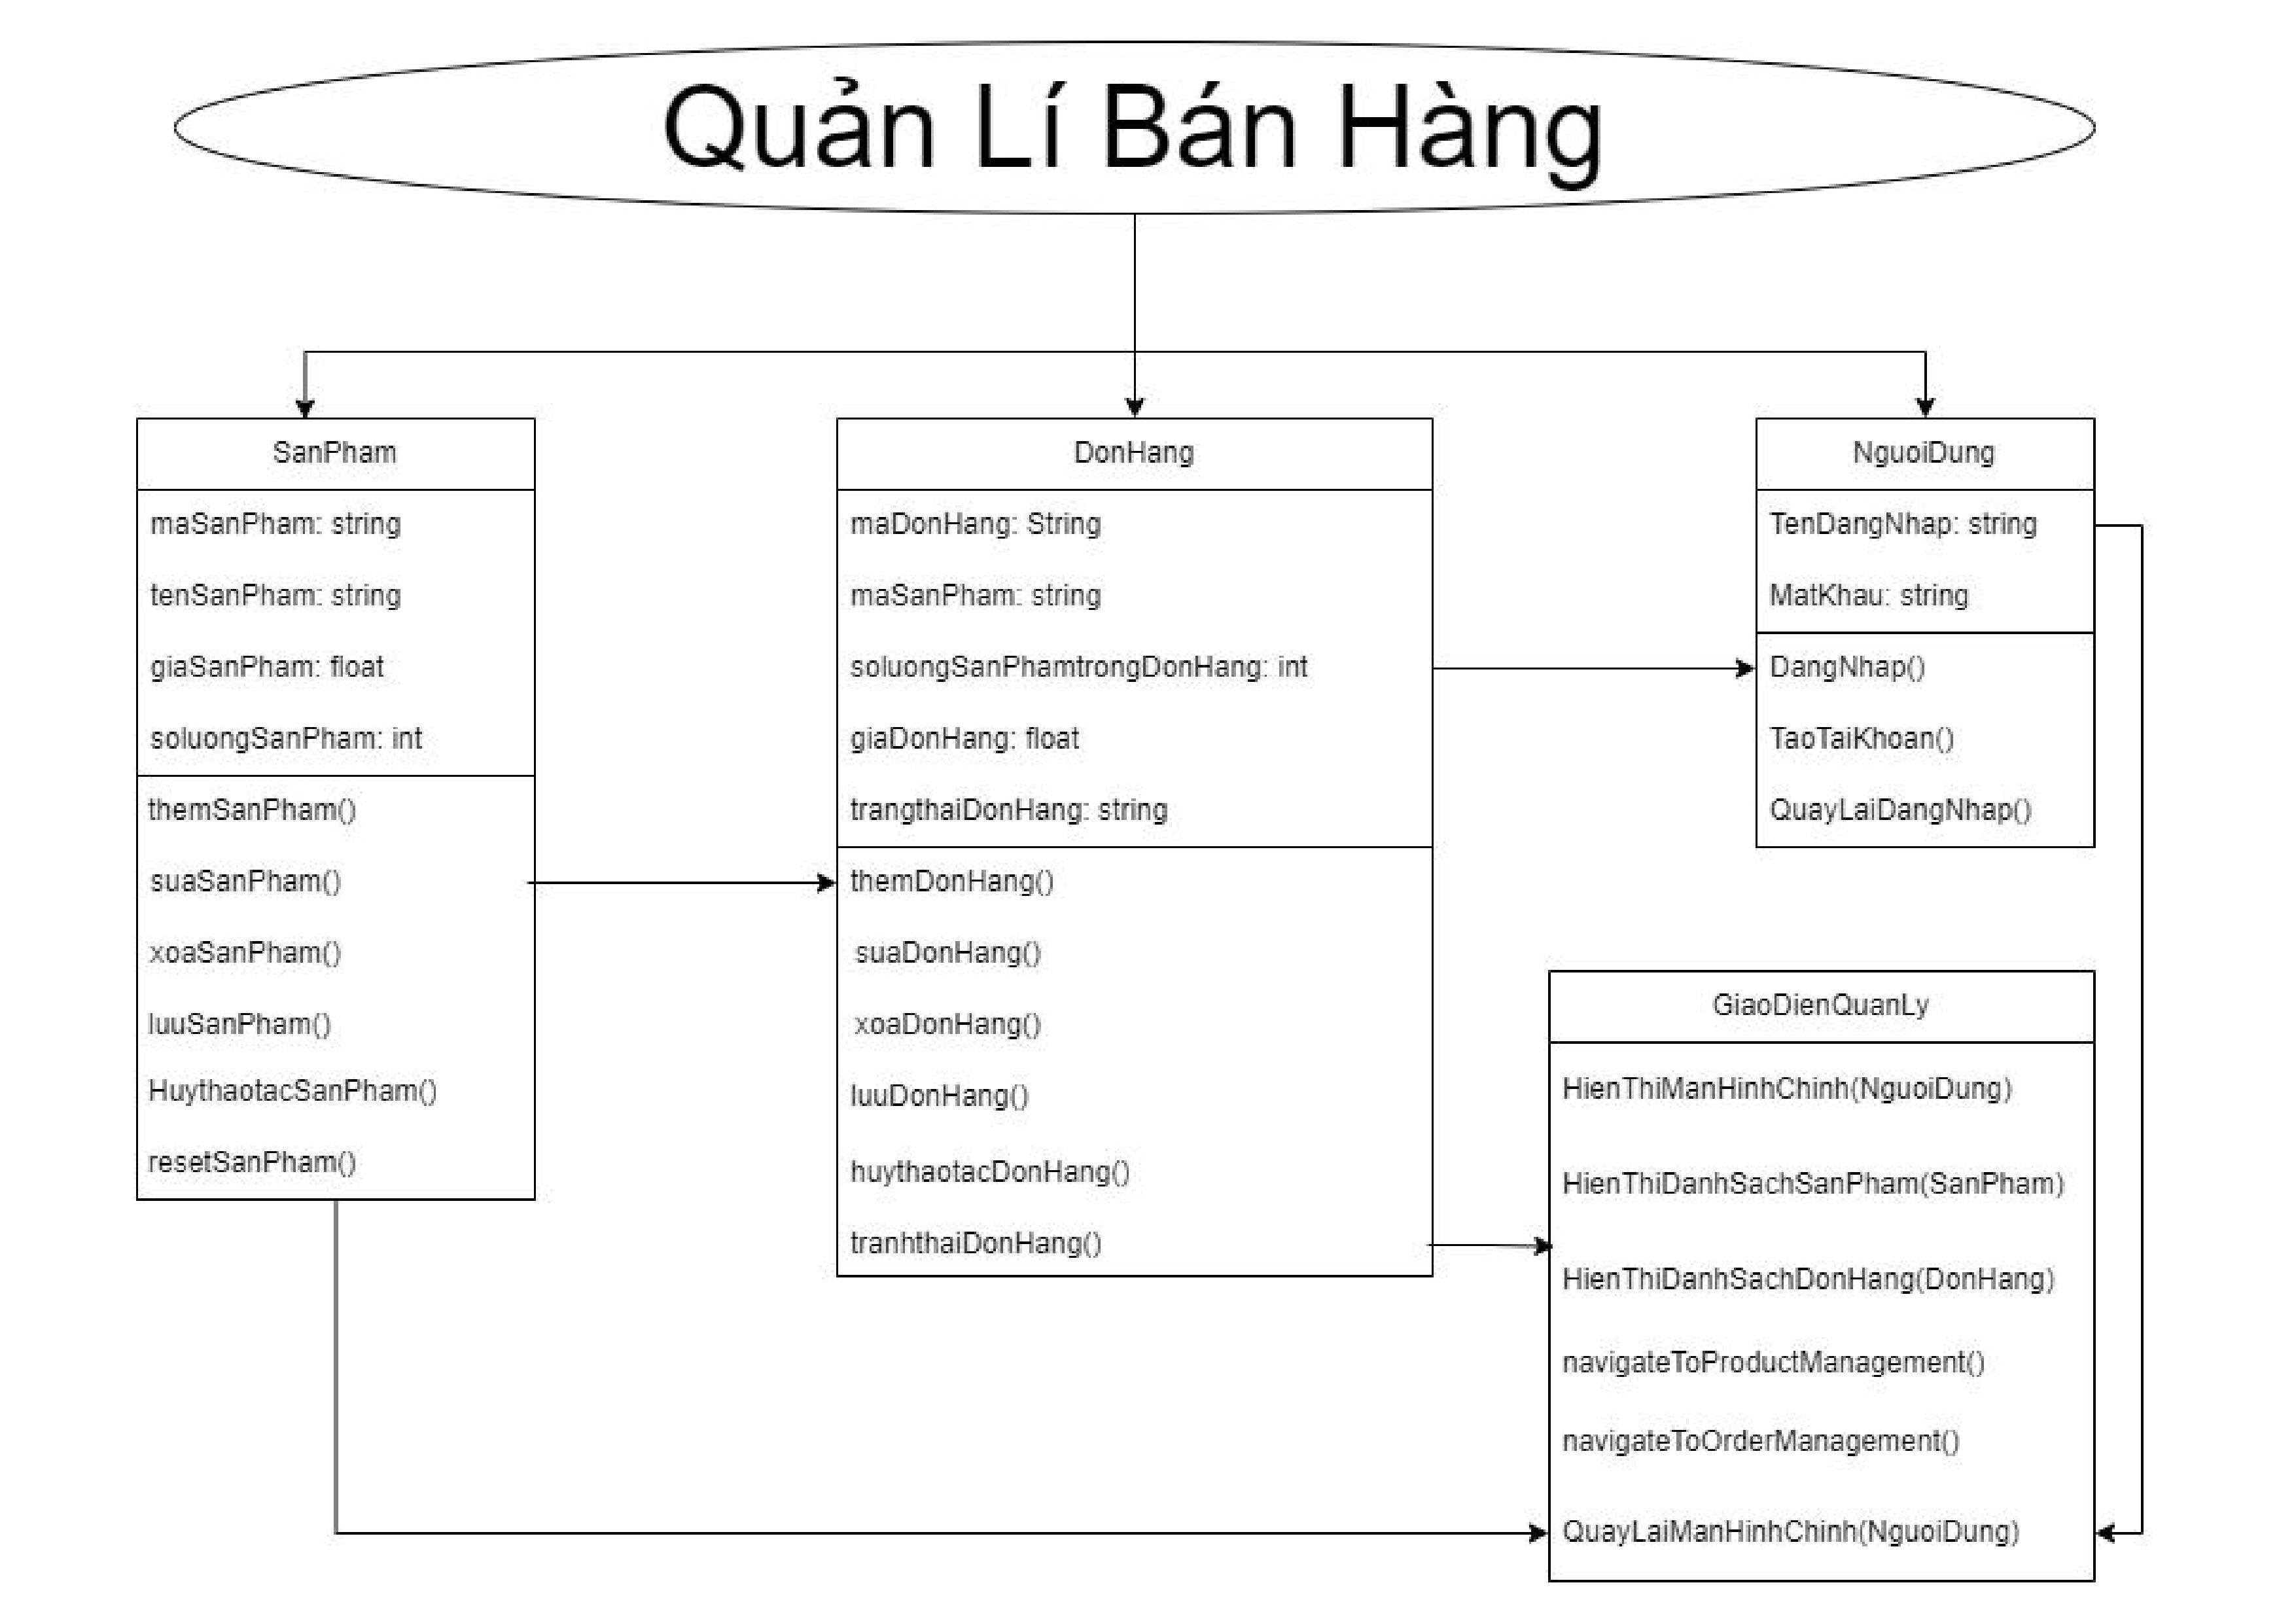 Quản Lí Bán Hàng
SanPham
maSanPham: string
tenSanPham: string
giaSanPham: float
soluongSanPham: int
themSanPham()
suaSanPham()
xoaSanPham()
luuSanPham()
HuythaotacSanPham()
resetSanPham()
DonHang
maDonHang: String
maSanPham: string
soluongSanPhamtrongDonHang: int
giaDonHang: float
trangthaiDonHang: string
themDonHang()
suaDonHang()
xoaDonHang()
luuDonHang()
huythaotacDonHang()
tranhthaiDonHang()
NguoiDung
TenDangNhap: string
MatKhau: string
DangNhap()
TaoTaiKhoan()
QuayLaiDangNhap()
GiaoDienQuanLy
HienThiManHinhChinh(NguoiDung)
HienThiDanhSachSanPham(SanPham)
HienThiDanhSachDonHang(DonHang)
navigateToProductManagement()
navigateToOrderManagement()
QuayLaiManHinhChinh(NguoiDung)